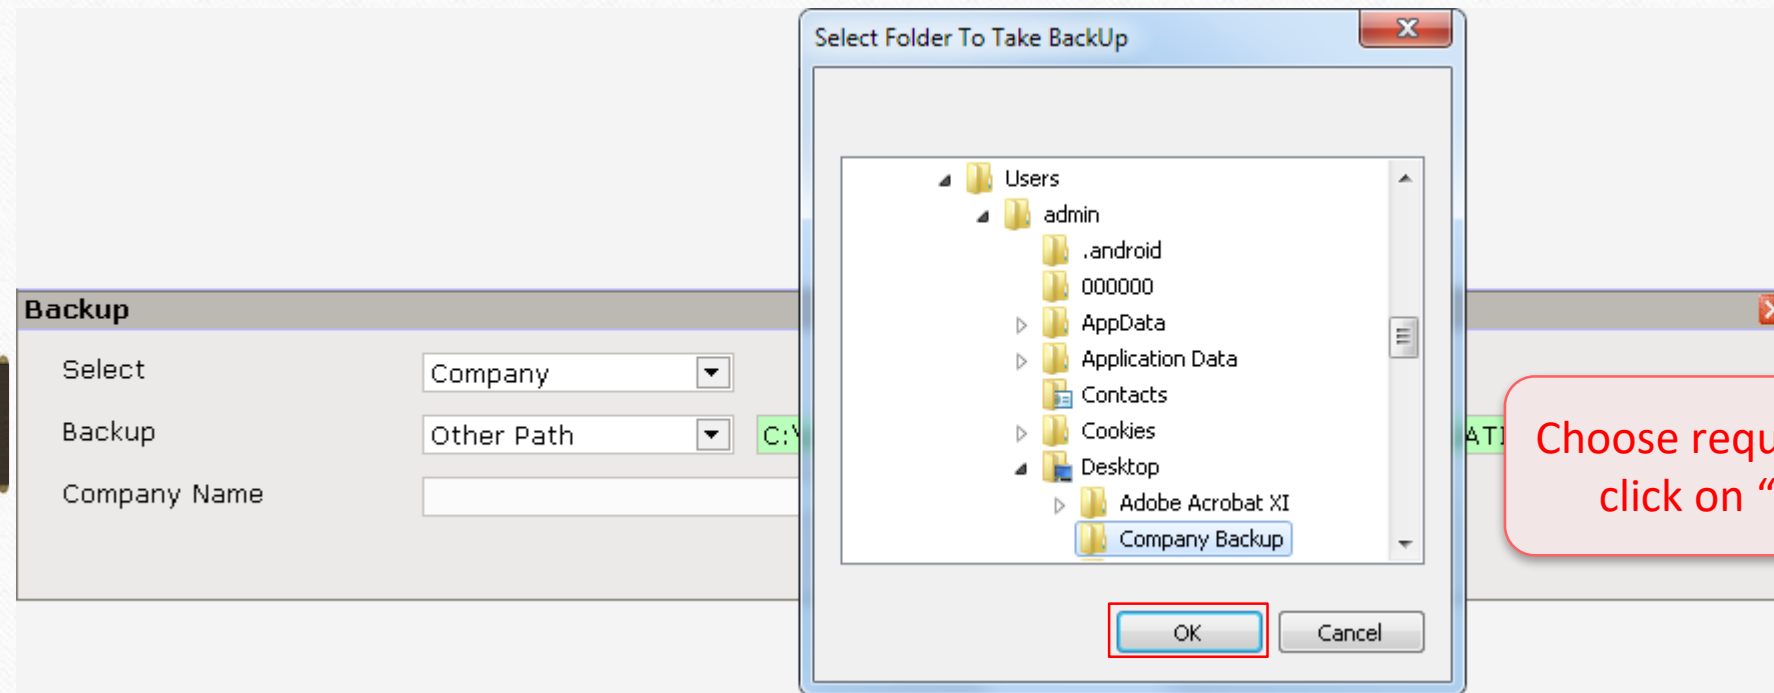 Select Folder To Take BackUp
Users
admin
.android
000000
AppData
Application Data
Contacts
Cookies
Desktop
Adobe Acrobat XI
Company Backup
OK Cancel
Backup
Select Company
Backup Other Path C:\
Company Name
Choose
click on “